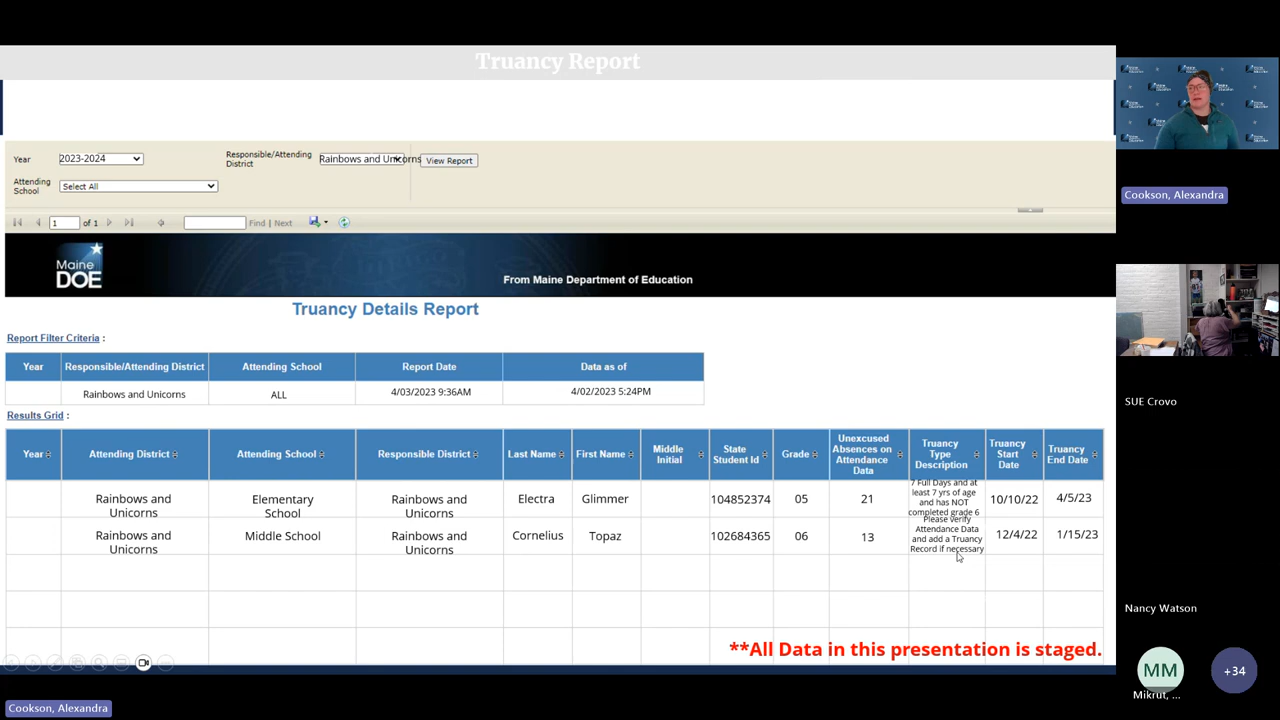 Truancy Report
Year 2023-2024 Responsible/Attending District Rainbows and Unicorns View Report
Attending School Select All
1 of 1 Find | Next
Maine DOE
From Maine Department of Education
Truancy Details Report
Report Filter Criteria :
Year Responsible/Attending District Attending School Report Date Data as of
Rainbows and Unicorns ALL 4/03/2023 9:36AM 4/02/2023 5:24PM
Results Grid :
Year Attending District Attending School Responsible District Last Name First Name Middle Initial State Student Id Grade Unexcused Absences on Attendance Data Truancy Type Description Truancy Start Date Truancy End Date
Rainbows and Unicorns Elementary School Rainbows and Unicorns Electra Glimmer 104852374 05 21 7 Full Days and at least 7 yrs of age and has NOT completed grade 6 10/10/22 4/5/23
Rainbows and Unicorns Middle School Rainbows and Unicorns Cornelius Topaz 102684365 06 13 Please verify Attendance Data and add a Truancy Record if necessary 12/4/22 1/15/23
**All Data in this presentation is staged.
Cookson, Alexandra
Cookson, Alexandra
SUE Crovo
Nancy Watson
MM
Mikrut, ...
+34